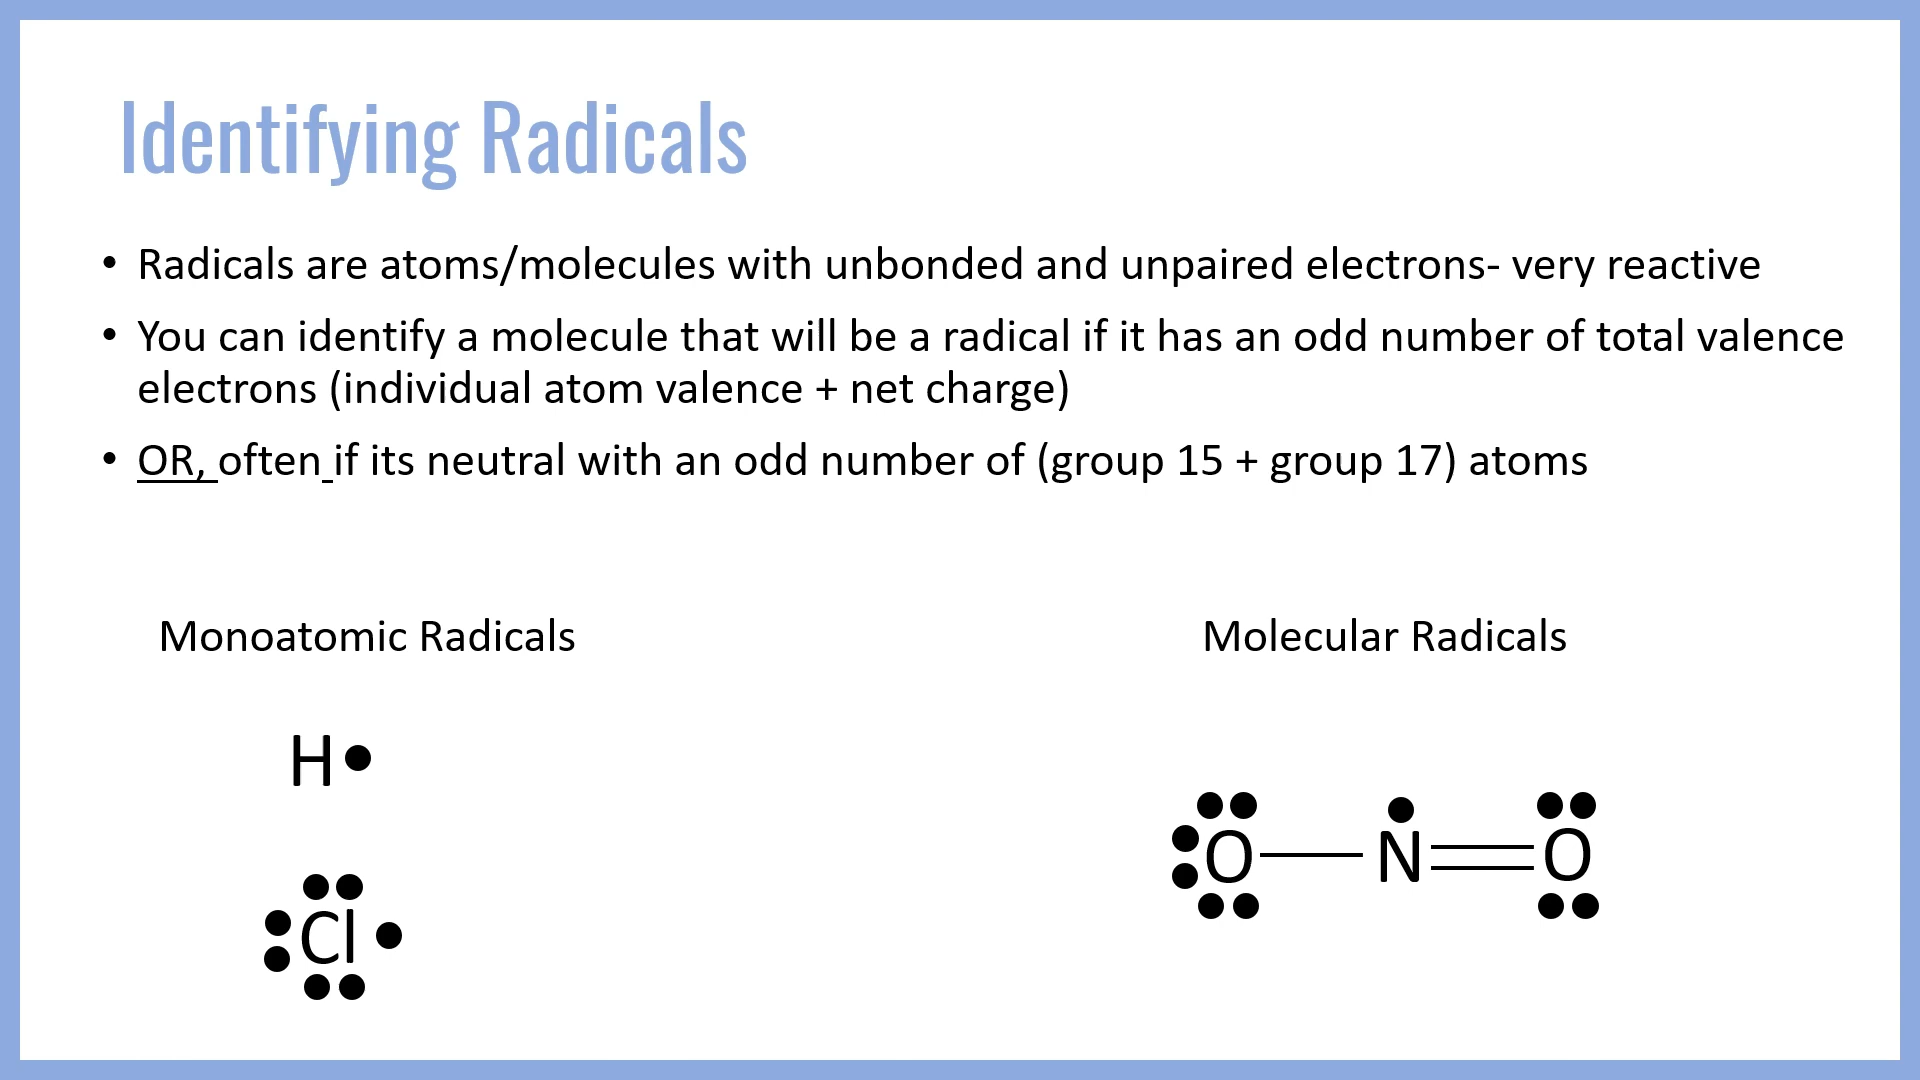 Identifying Radicals
• Radicals are atoms/molecules with unbonded and unpaired electrons- very reactive
• You can identify a molecule that will be a radical if it has an odd number of total valence
electrons (individual atom valence + net charge)
• OR, often if its neutral with an odd number of (group 15 + group 17) atoms
Monoatomic Radicals
Molecular Radicals
H
Cl
O N O